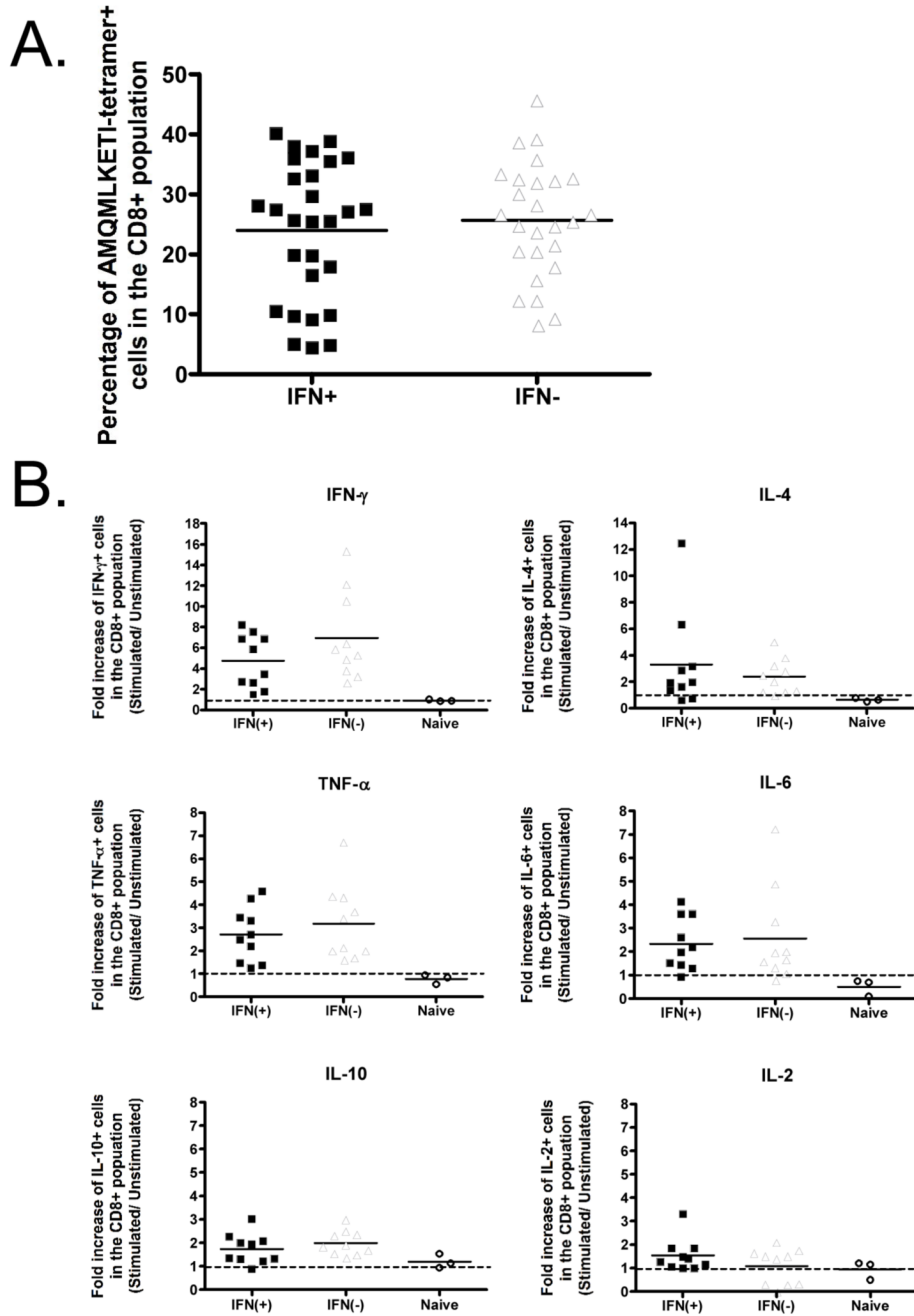 A.
Percentage of AMQMLKETI-tetramer+
cells in the CD8+ population
50
40
30
20
10
0
IFN+
IFN-
B.
IFN-γ
Fold increase of IFN-γ+ cells
in the CD8+ popuation
(Stimulated/ Unstimulated)
18
16
14
12
10
8
6
4
2
0
IFN(+)
IFN(-)
Naive
IL-4
Fold increase of IL-4+ cells
in the CD8+ popuation
(Stimulated/ Unstimulated)
14
12
10
8
6
4
2
0
IFN(+)
IFN(-)
Naive
TNF-α
Fold increase of TNF-α+ cells
in the CD8+ popuation
(Stimulated/ Unstimulated)
8
7
6
5
4
3
2
1
0
IFN(+)
IFN(-)
Naive
IL-6
Fold increase of IL-6+ cells
in the CD8+ popuation
(Stimulated/ Unstimulated)
8
7
6
5
4
3
2
1
0
IFN(+)
IFN(-)
Naive
IL-10
Fold increase of IL-10+ cells
in the CD8+ popuation
(Stimulated/ Unstimulated)
8
7
6
5
4
3
2
1
0
IFN(+)
IFN(-)
Naive
IL-2
Fold increase of IL-2+ cells
in the CD8+ popuation
(Stimulated/ Unstimulated)
8
7
6
5
4
3
2
1
0
IFN(+)
IFN(-)
Naive